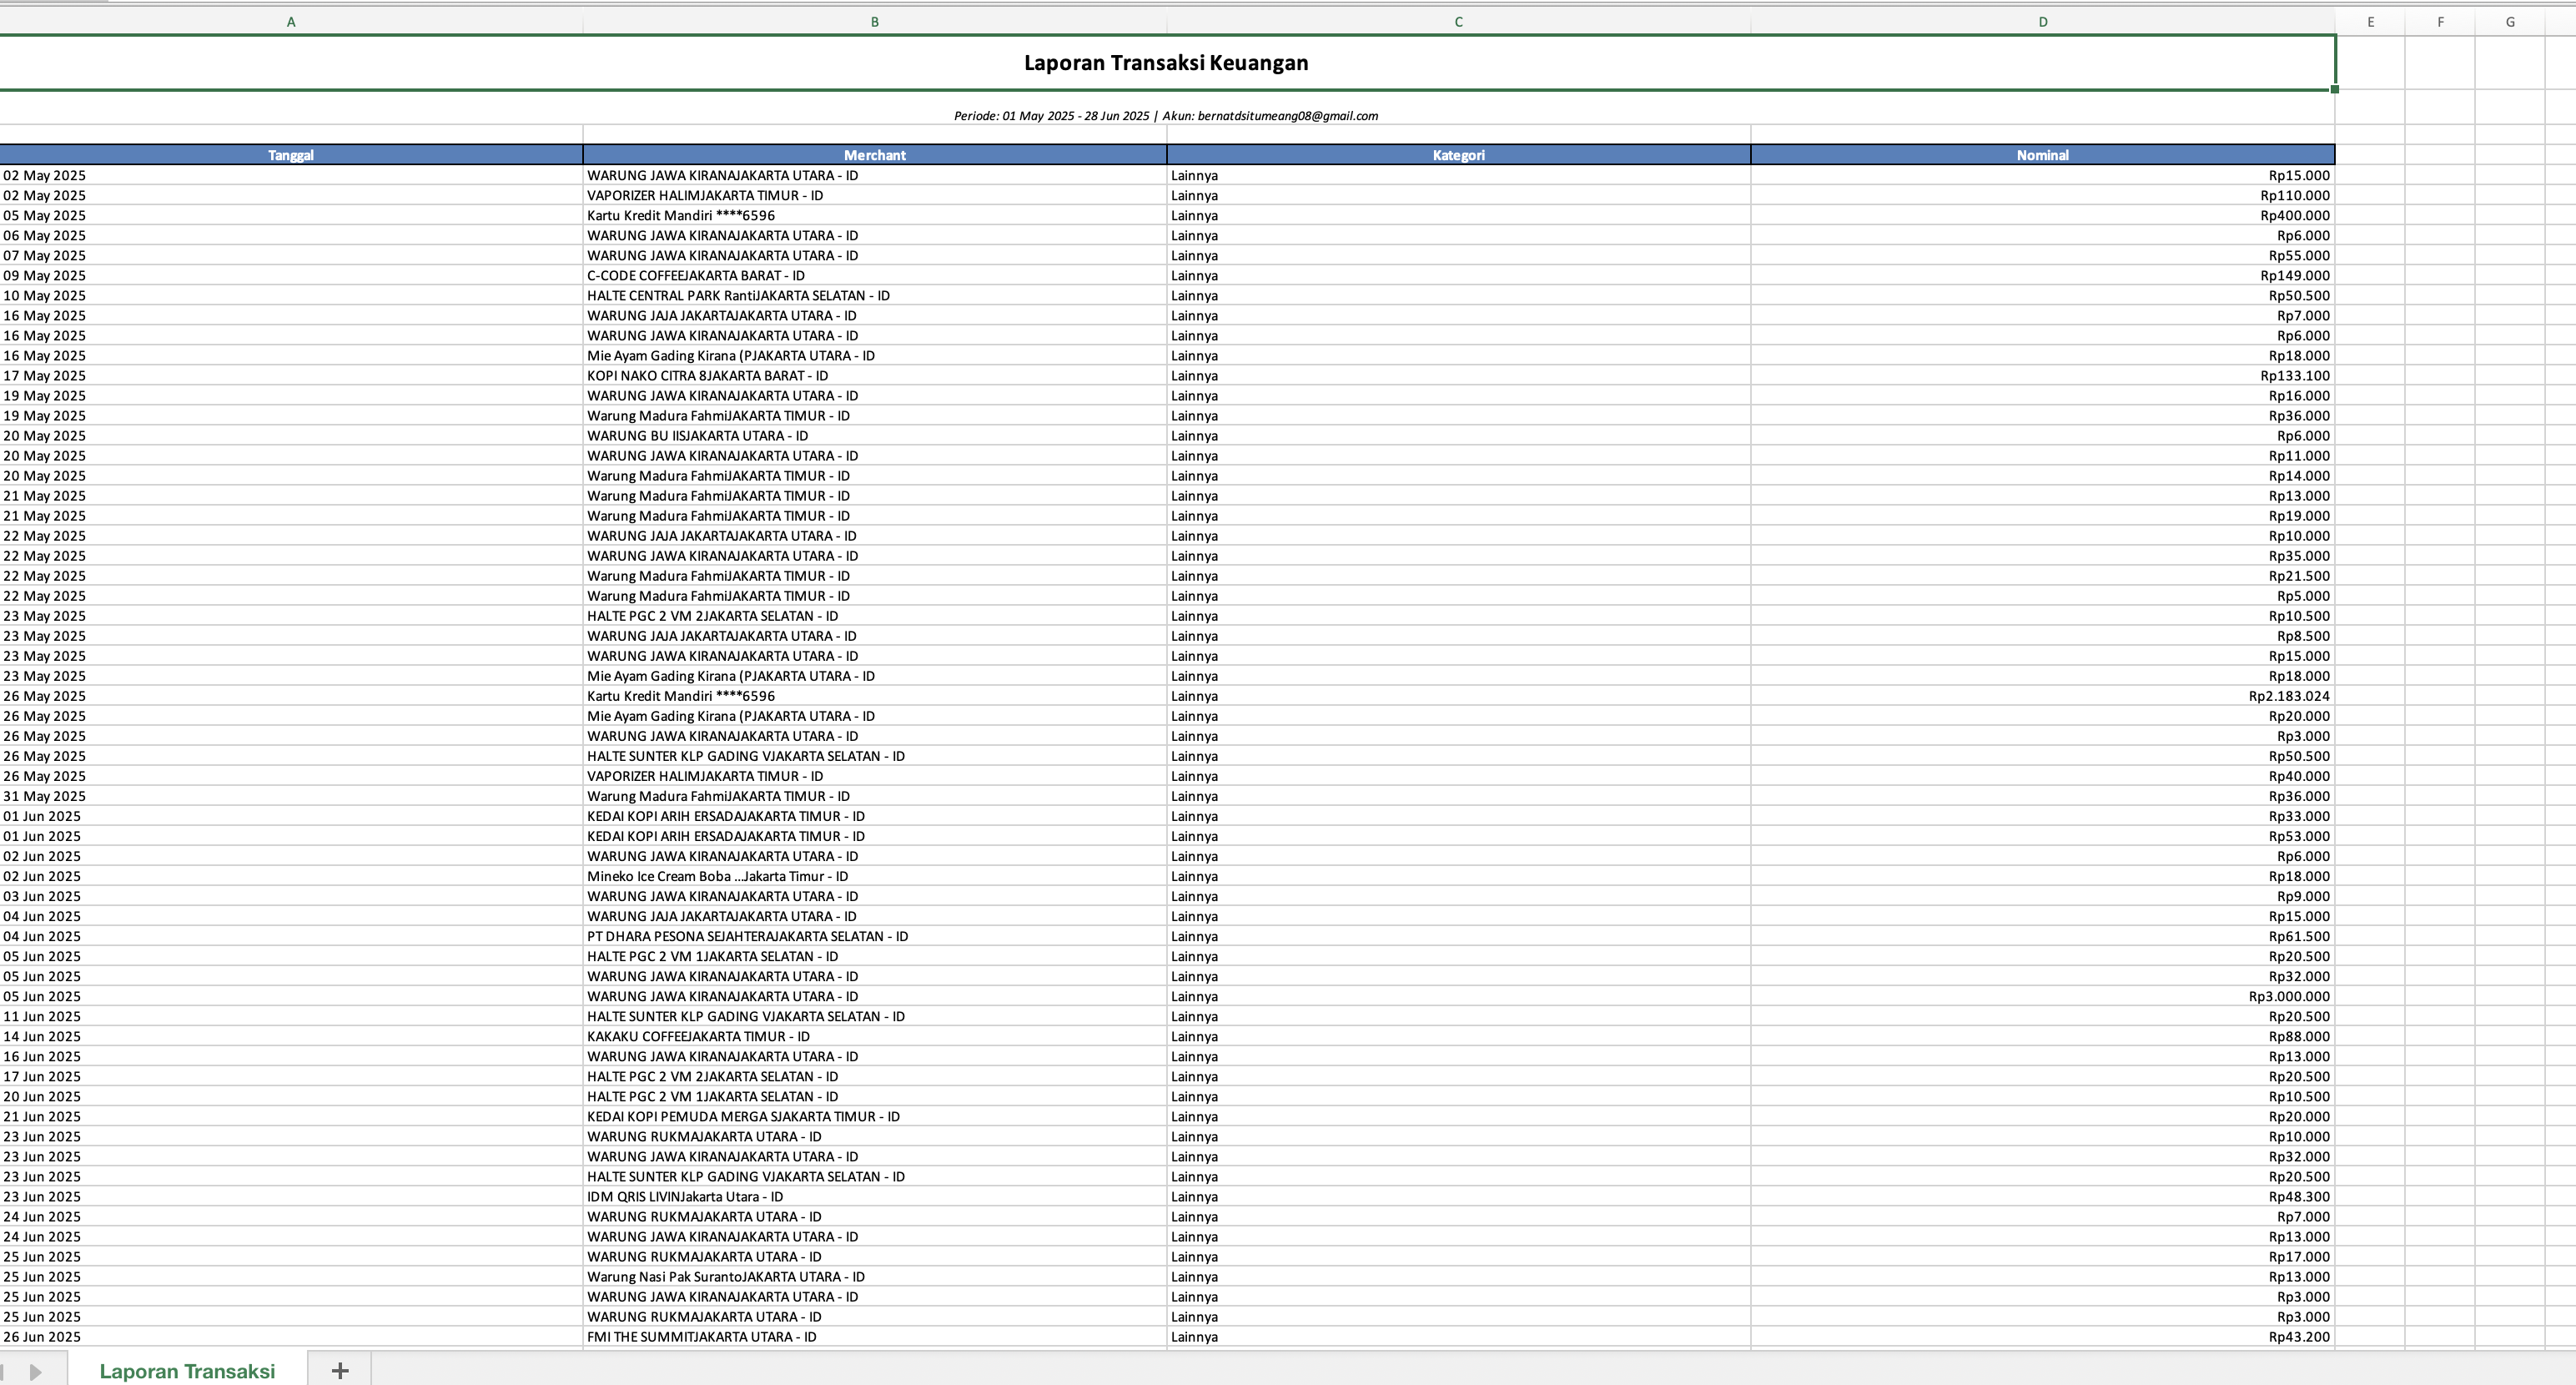 A B C D E F G
Laporan Transaksi Keuangan
Periode: 01 May 2025 - 28 Jun 2025 | Akun: bernatdsitumeang08@gmail.com
Tanggal Merchant Kategori Nominal
02 May 2025 WARUNG JAWA KIRANAJAKARTA UTARA - ID Lainnya Rp15.000
02 May 2025 VAPORIZER HALIMJAKARTA TIMUR - ID Lainnya Rp110.000
05 May 2025 Kartu Kredit Mandiri ****6596 Lainnya Rp400.000
06 May 2025 WARUNG JAWA KIRANAJAKARTA UTARA - ID Lainnya Rp6.000
07 May 2025 WARUNG JAWA KIRANAJAKARTA UTARA - ID Lainnya Rp55.000
09 May 2025 C-CODE COFFEEJAKARTA BARAT - ID Lainnya Rp149.000
10 May 2025 HALTE CENTRAL PARK RantiJAKARTA SELATAN - ID Lainnya Rp50.500
16 May 2025 WARUNG JAJA JAKARTAJAKARTA UTARA - ID Lainnya Rp7.000
16 May 2025 WARUNG JAWA KIRANAJAKARTA UTARA - ID Lainnya Rp6.000
16 May 2025 Mie Ayam Gading Kirana (PJAKARTA UTARA - ID Lainnya Rp18.000
17 May 2025 KOPI NAKO CITRA 8JAKARTA BARAT - ID Lainnya Rp133.100
19 May 2025 WARUNG JAWA KIRANAJAKARTA UTARA - ID Lainnya Rp16.000
19 May 2025 Warung Madura FahmiJAKARTA TIMUR - ID Lainnya Rp36.000
20 May 2025 WARUNG BU IISJAKARTA UTARA - ID Lainnya Rp6.000
20 May 2025 WARUNG JAWA KIRANAJAKARTA UTARA - ID Lainnya Rp11.000
20 May 2025 Warung Madura FahmiJAKARTA TIMUR - ID Lainnya Rp14.000
21 May 2025 Warung Madura FahmiJAKARTA TIMUR - ID Lainnya Rp13.000
21 May 2025 Warung Madura FahmiJAKARTA TIMUR - ID Lainnya Rp19.000
22 May 2025 WARUNG JAJA JAKARTAJAKARTA UTARA - ID Lainnya Rp10.000
22 May 2025 WARUNG JAWA KIRANAJAKARTA UTARA - ID Lainnya Rp35.000
22 May 2025 Warung Madura FahmiJAKARTA TIMUR - ID Lainnya Rp21.500
22 May 2025 Warung Madura FahmiJAKARTA TIMUR - ID Lainnya Rp5.000
23 May 2025 HALTE PGC 2 VM 2JAKARTA SELATAN - ID Lainnya Rp10.500
23 May 2025 WARUNG JAJA JAKARTAJAKARTA UTARA - ID Lainnya Rp8.500
23 May 2025 WARUNG JAWA KIRANAJAKARTA UTARA - ID Lainnya Rp15.000
23 May 2025 Mie Ayam Gading Kirana (PJAKARTA UTARA - ID Lainnya Rp18.000
26 May 2025 Kartu Kredit Mandiri ****6596 Lainnya Rp2.183.024
26 May 2025 Mie Ayam Gading Kirana (PJAKARTA UTARA - ID Lainnya Rp20.000
26 May 2025 WARUNG JAWA KIRANAJAKARTA UTARA - ID Lainnya Rp3.000
26 May 2025 HALTE SUNTER KLP GADING VJAKARTA SELATAN - ID Lainnya Rp50.500
26 May 2025 VAPORIZER HALIMJAKARTA TIMUR - ID Lainnya Rp40.000
31 May 2025 Warung Madura FahmiJAKARTA TIMUR - ID Lainnya Rp36.000
01 Jun 2025 KEDAI KOPI ARIH ERSADAJAKARTA TIMUR - ID Lainnya Rp33.000
01 Jun 2025 KEDAI KOPI ARIH ERSADAJAKARTA TIMUR - ID Lainnya Rp53.000
02 Jun 2025 WARUNG JAWA KIRANAJAKARTA UTARA - ID Lainnya Rp6.000
02 Jun 2025 Mineko Ice Cream Boba ...Jakarta Timur - ID Lainnya Rp18.000
03 Jun 2025 WARUNG JAWA KIRANAJAKARTA UTARA - ID Lainnya Rp9.000
04 Jun 2025 WARUNG JAJA JAKARTAJAKARTA UTARA - ID Lainnya Rp15.000
04 Jun 2025 PT DHARA PESONA SEJAHTERAJAKARTA SELATAN - ID Lainnya Rp61.500
05 Jun 2025 HALTE PGC 2 VM 1JAKARTA SELATAN - ID Lainnya Rp20.500
05 Jun 2025 WARUNG JAWA KIRANAJAKARTA UTARA - ID Lainnya Rp32.000
05 Jun 2025 WARUNG JAWA KIRANAJAKARTA UTARA - ID Lainnya Rp3.000.000
11 Jun 2025 HALTE SUNTER KLP GADING VJAKARTA SELATAN - ID Lainnya Rp20.500
14 Jun 2025 KAKAKU COFFEEJAKARTA TIMUR - ID Lainnya Rp88.000
16 Jun 2025 WARUNG JAWA KIRANAJAKARTA UTARA - ID Lainnya Rp13.000
17 Jun 2025 HALTE PGC 2 VM 2JAKARTA SELATAN - ID Lainnya Rp20.500
20 Jun 2025 HALTE PGC 2 VM 1JAKARTA SELATAN - ID Lainnya Rp10.500
21 Jun 2025 KEDAI KOPI PEMUDA MERGA SJAKARTA TIMUR - ID Lainnya Rp20.000
23 Jun 2025 WARUNG RUKMAJAKARTA UTARA - ID Lainnya Rp10.000
23 Jun 2025 WARUNG JAWA KIRANAJAKARTA UTARA - ID Lainnya Rp32.000
23 Jun 2025 HALTE SUNTER KLP GADING VJAKARTA SELATAN - ID Lainnya Rp20.500
23 Jun 2025 IDM QRIS LIVINJakarta Utara - ID Lainnya Rp48.300
24 Jun 2025 WARUNG RUKMAJAKARTA UTARA - ID Lainnya Rp7.000
24 Jun 2025 WARUNG JAWA KIRANAJAKARTA UTARA - ID Lainnya Rp13.000
25 Jun 2025 WARUNG RUKMAJAKARTA UTARA - ID Lainnya Rp17.000
25 Jun 2025 Warung Nasi Pak SurantoJAKARTA UTARA - ID Lainnya Rp13.000
25 Jun 2025 WARUNG JAWA KIRANAJAKARTA UTARA - ID Lainnya Rp3.000
25 Jun 2025 WARUNG RUKMAJAKARTA UTARA - ID Lainnya Rp3.000
26 Jun 2025 FMI THE SUMMITJAKARTA UTARA - ID Lainnya Rp43.200
Laporan Transaksi +